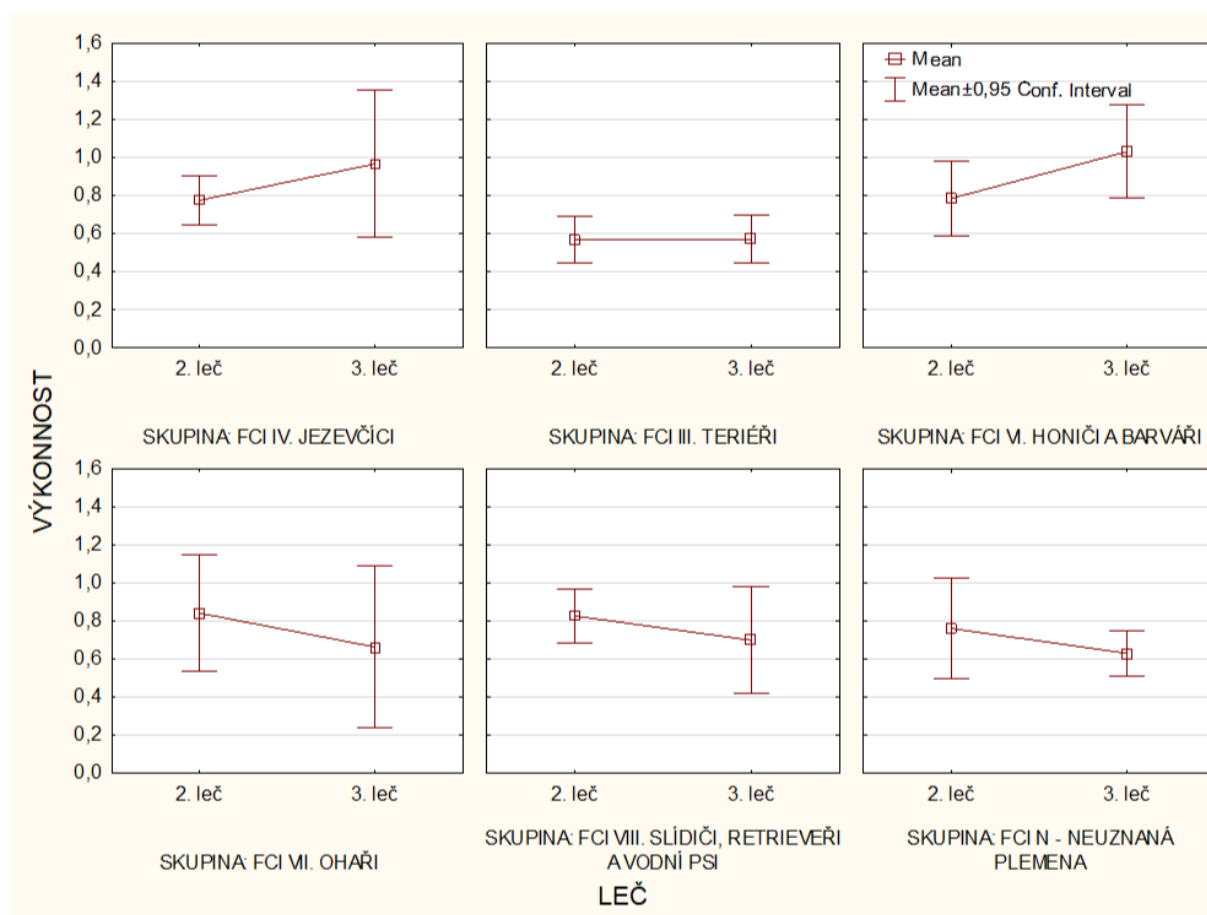 1,6
1,4
1,2
1,0
0,8
0,6
0,4
0,2
0,0
Mean
Mean±0,95 Conf. Interval
2. leč 3. leč 2. leč 3. leč 2. leč 3. leč
SKUPINA: FCI IV. JEZEVČÍCI SKUPINA: FCI III. TERIÉŘI SKUPINA: FCI VI. HONIČI A BARVÁŘI
VÝKONNOST
1,6
1,4
1,2
1,0
0,8
0,6
0,4
0,2
0,0
2. leč 3. leč 2. leč 3. leč 2. leč 3. leč
SKUPINA: FCI VII. OHAŘI
SKUPINA: FCI VIII. SLÍDIČI, RETRIEVEŘI
A VODNÍ PSI
SKUPINA: FCI N - NEUZNANÁ
PLEMENA
LEČ